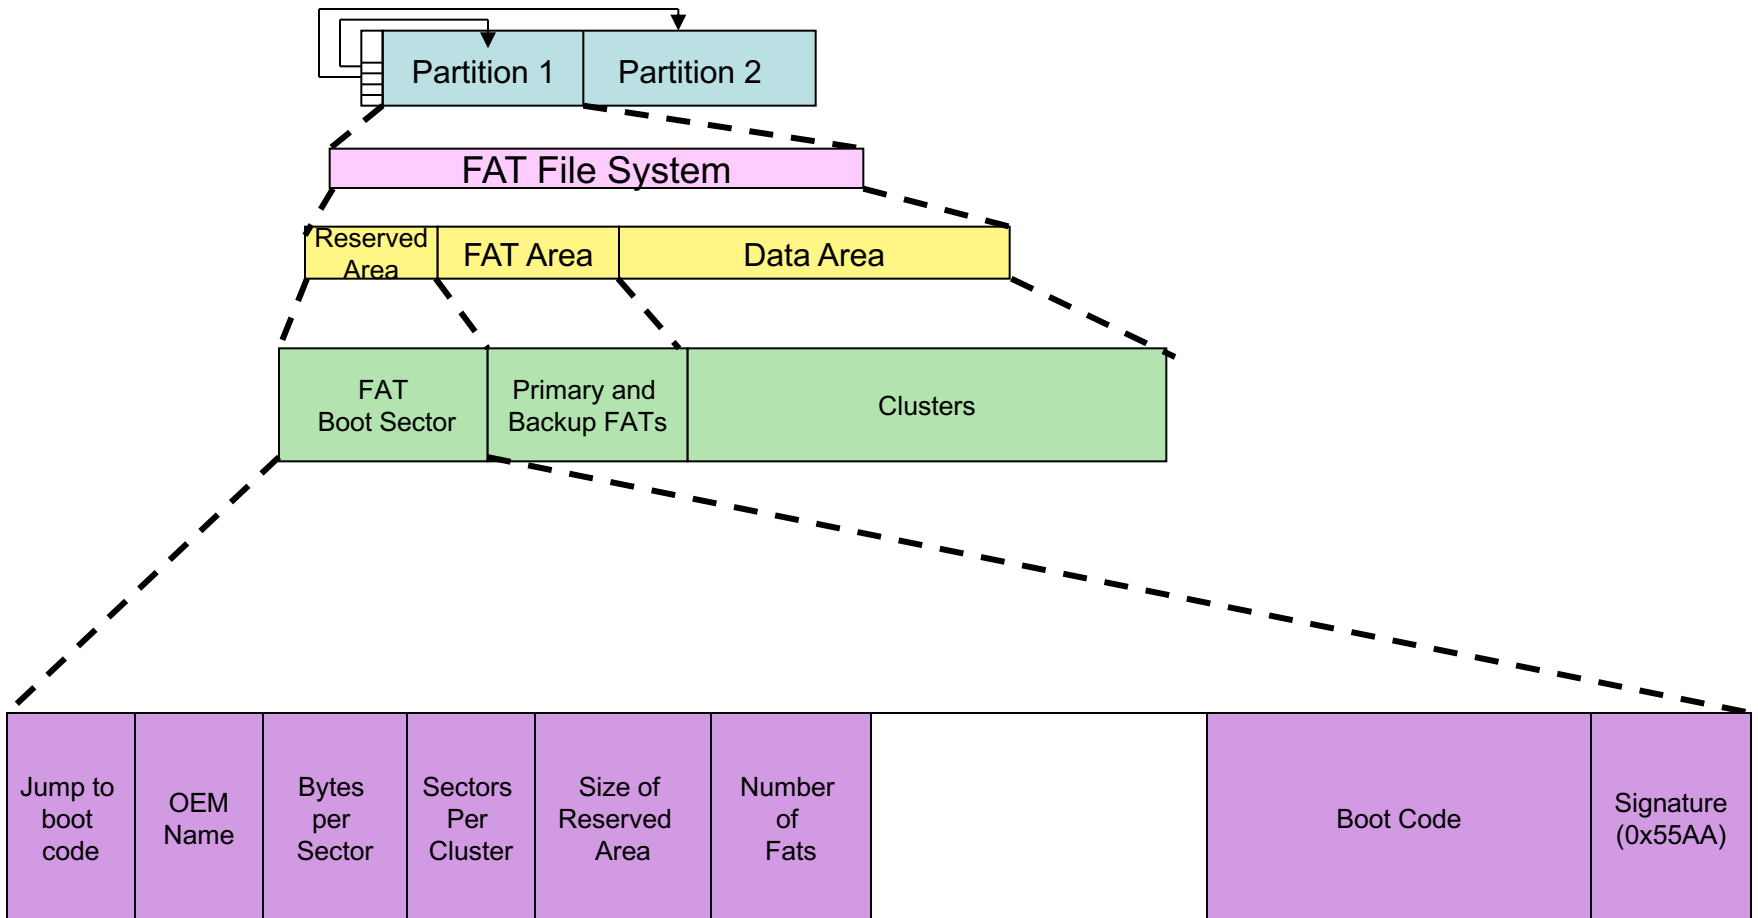 Partition 1
Partition 2
FAT File System
Reserved
Area
FAT Area
Data Area
FAT
Boot Sector
Primary and
Backup FATs
Clusters
Jump to
boot
code
OEM
Name
Bytes
per
Sector
Sectors
Per
Cluster
Size of
Reserved
Area
Number
of
Fats
Boot Code
Signature
(0x55AA)